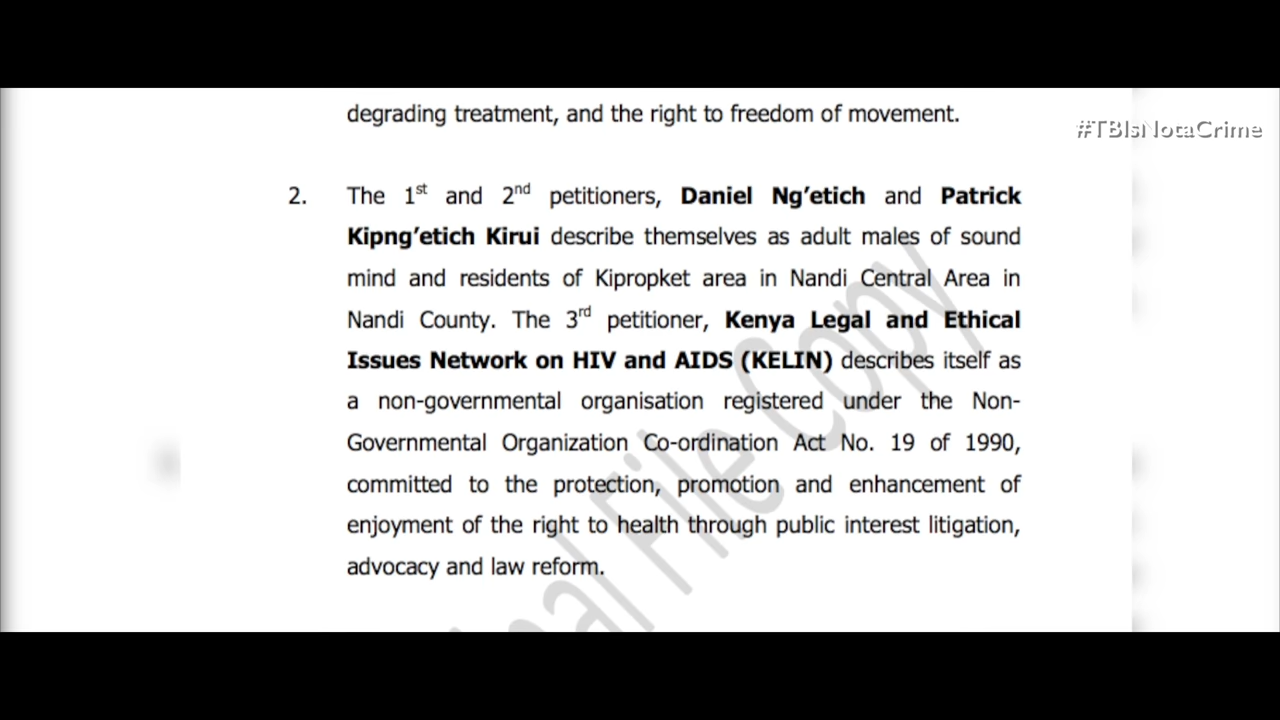 degrading treatment, and the right to freedom of movement.
#TBIsNotaCrime
2. The 1st and 2nd petitioners, Daniel Ng'etich and Patrick
Kipng'etich Kirui describe themselves as adult males of sound
mind and residents of Kipropket area in Nandi Central Area in
Nandi County. The 3rd petitioner, Kenya Legal and Ethical
Issues Network on HIV and AIDS (KELIN) describes itself as
a non-governmental organisation registered under the Non-
Governmental Organization Co-ordination Act No. 19 of 1990,
committed to the protection, promotion and enhancement of
enjoyment of the right to health through public interest litigation,
advocacy and law reform.
File Copy